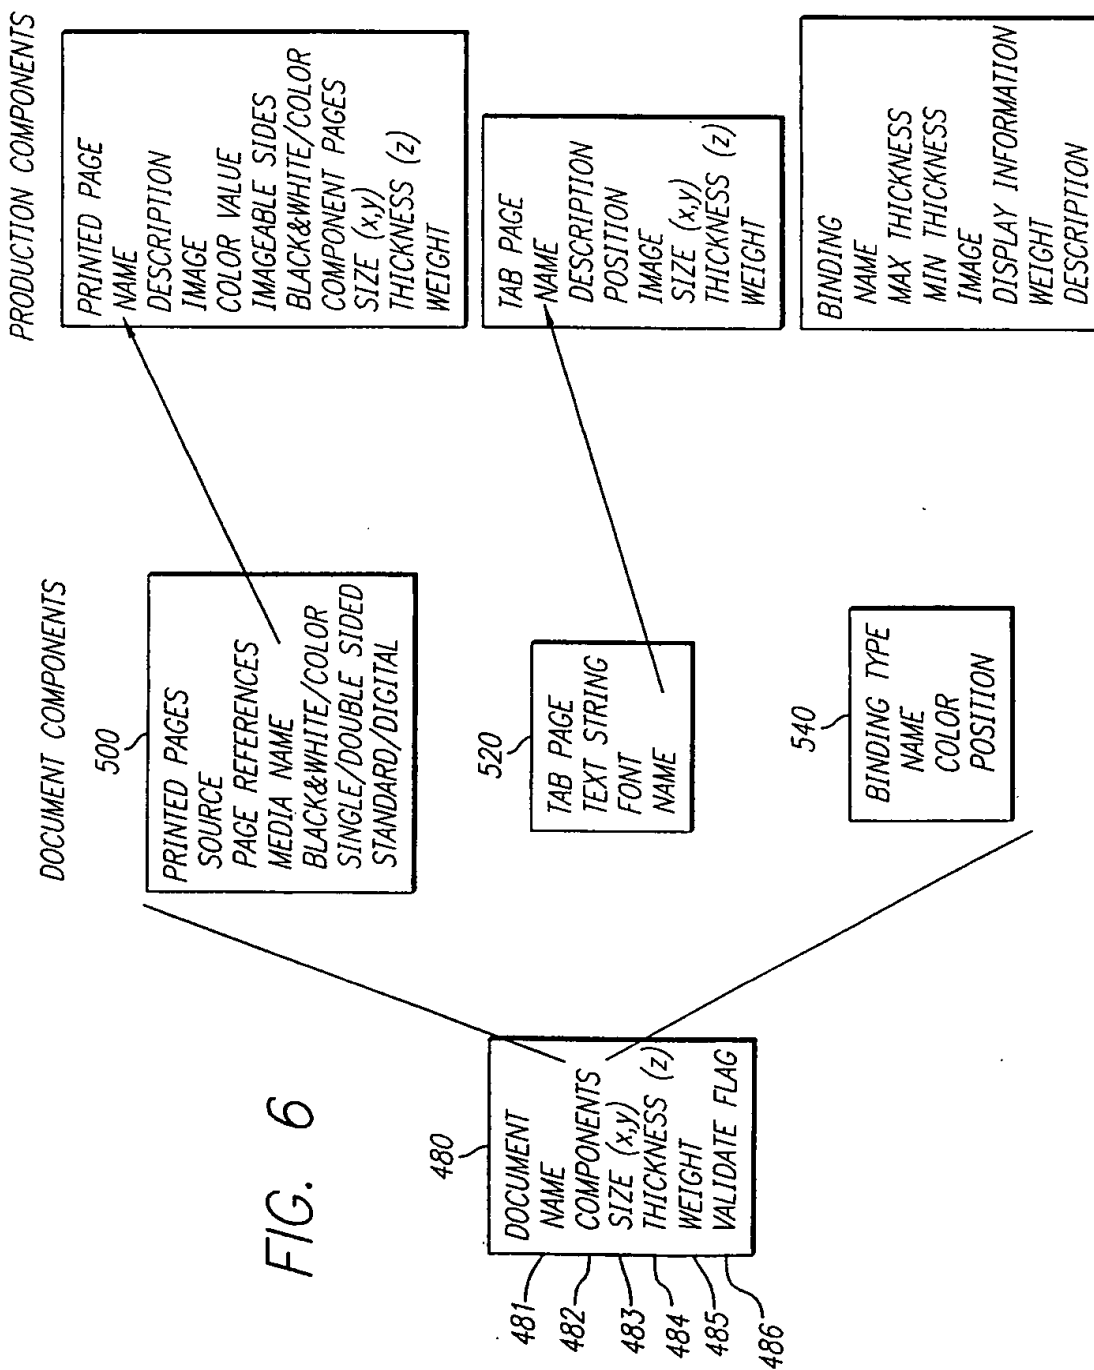 FIG. 6
480
DOCUMENT
481
NAME
482
COMPONENTS
483
SIZE (x,y)
484
THICKNESS (z)
485
WEIGHT
486
VALIDATE FLAG
DOCUMENT COMPONENTS
500
PRINTED PAGES
SOURCE
PAGE REFERENCES
MEDIA NAME
BLACK&WHITE/COLOR
SINGLE/DOUBLE SIDED
STANDARD/DIGITAL
520
TAB PAGE
TEXT STRING
FONT
NAME
540
BINDING TYPE
NAME
COLOR
POSITION
PRODUCTION COMPONENTS
PRINTED PAGE
NAME
DESCRIPTION
IMAGE
COLOR VALUE
IMAGEABLE SIDES
BLACK&WHITE/COLOR
COMPONENT PAGES
SIZE (x,y)
THICKNESS (z)
WEIGHT
TAB PAGE
NAME
DESCRIPTION
POSITION
IMAGE
SIZE (x,y)
THICKNESS (z)
WEIGHT
BINDING
NAME
MAX THICKNESS
MIN THICKNESS
IMAGE
DISPLAY INFORMATION
WEIGHT
DESCRIPTION